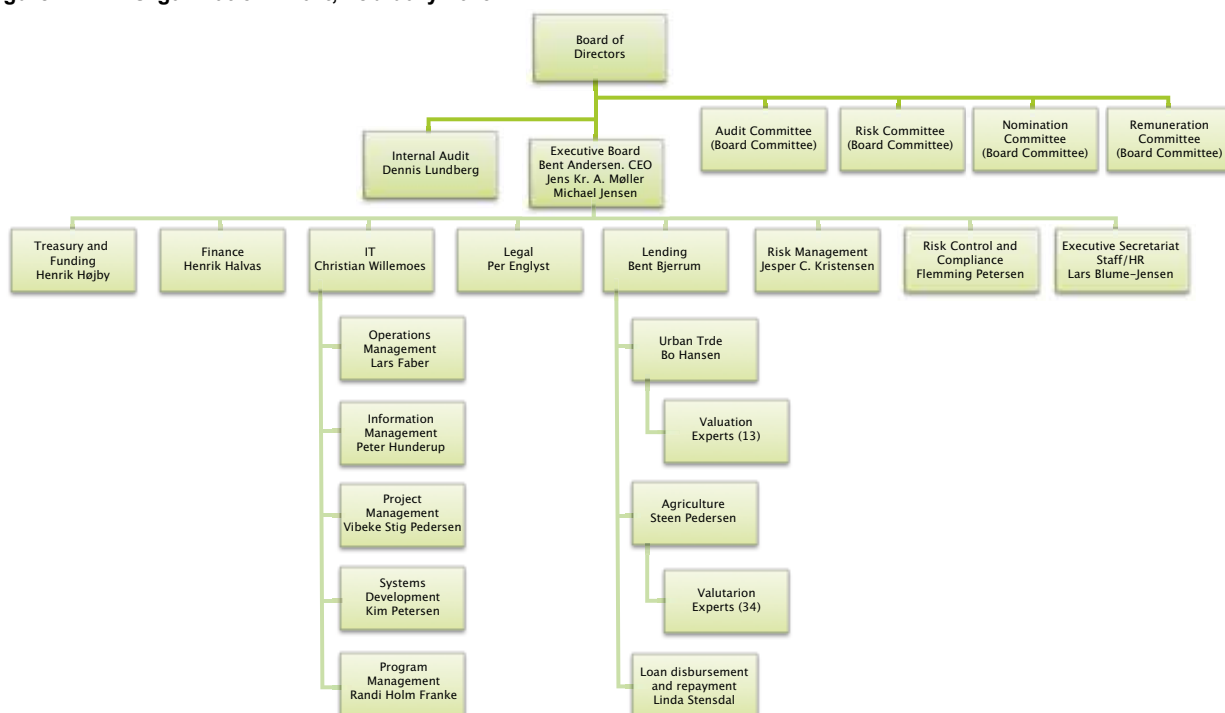 Board of
Directors
Audit Committee
(Board Committee)
Risk Committee
(Board Committee)
Nomination
Committee
(Board Committee)
Remuneration
Committee
(Board Committee)
Internal Audit
Dennis Lundberg
Executive Board
Bent Andersen. CEO
Jens Kr. A. Møller
Michael Jensen
Treasury and
Funding
Henrik Højby
Finance
Henrik Halvas
IT
Christian Willemoes
Legal
Per Englyst
Lending
Bent Bjerrum
Risk Management
Jesper C. Kristensen
Risk Control and
Compliance
Flemming Petersen
Executive Secretariat
Staff/HR
Lars Blume-Jensen
Operations
Management
Lars Faber
Information
Management
Peter Hunderup
Project
Management
Vibeke Stig Pedersen
Systems
Development
Kim Petersen
Program
Management
Randi Holm Franke
Urban Trde
Bo Hansen
Valuation
Experts (13)
Agriculture
Steen Pedersen
Valutarion
Experts (34)
Loan disbursement
and repayment
Linda Stensdal